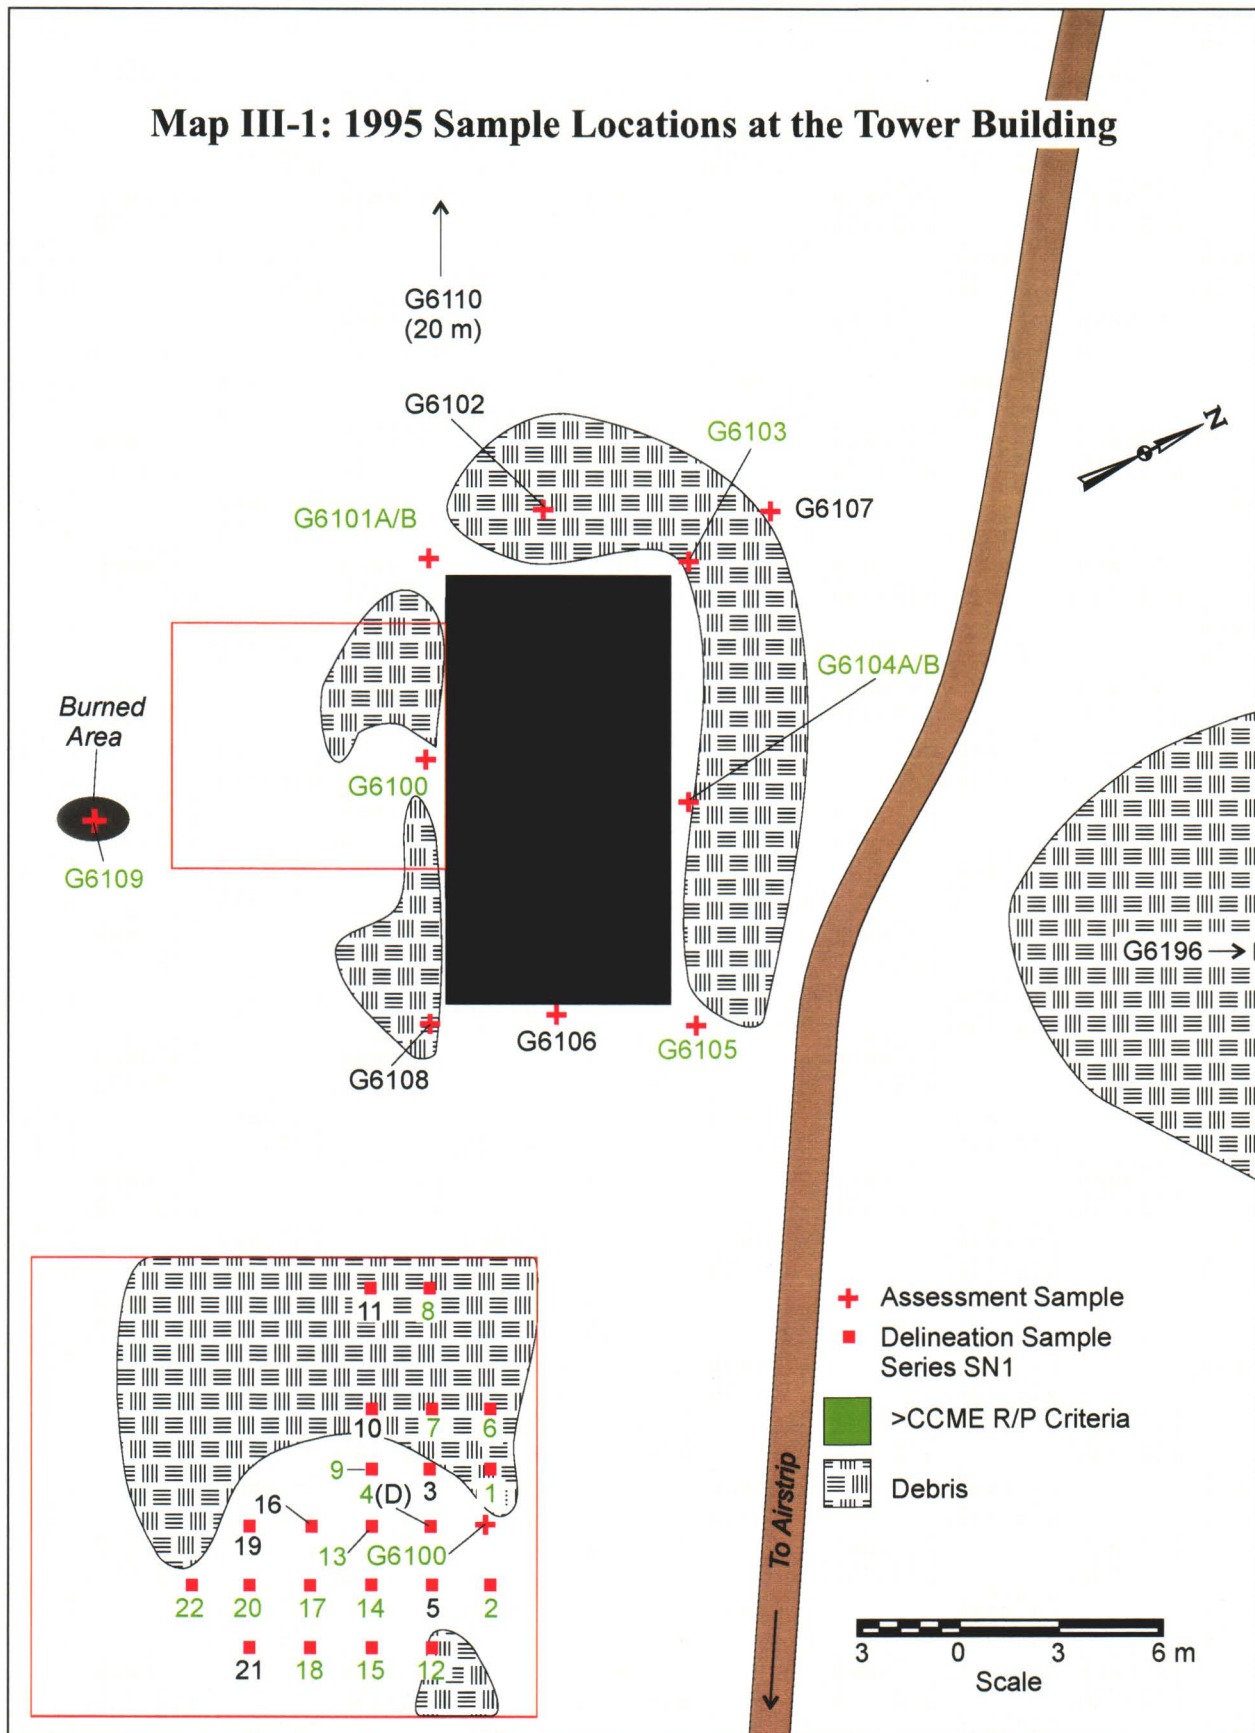 Map III-1: 1995 Sample Locations at the Tower Building
G6110
(20 m)
G6102
G6103
N
G6101A/B
G6107
G6104A/B
Burned
Area
G6100
G6109
G6196
G6106
G6105
G6108
11
8
10
7
6
9
4(D)
3
1
16
19
13
G6100
22
20
17
14
5
2
21
18
15
12
Assessment Sample
Delineation Sample
Series SN1
>CCME R/P Criteria
Debris
To Airstrip
3 0 3 6 m
Scale